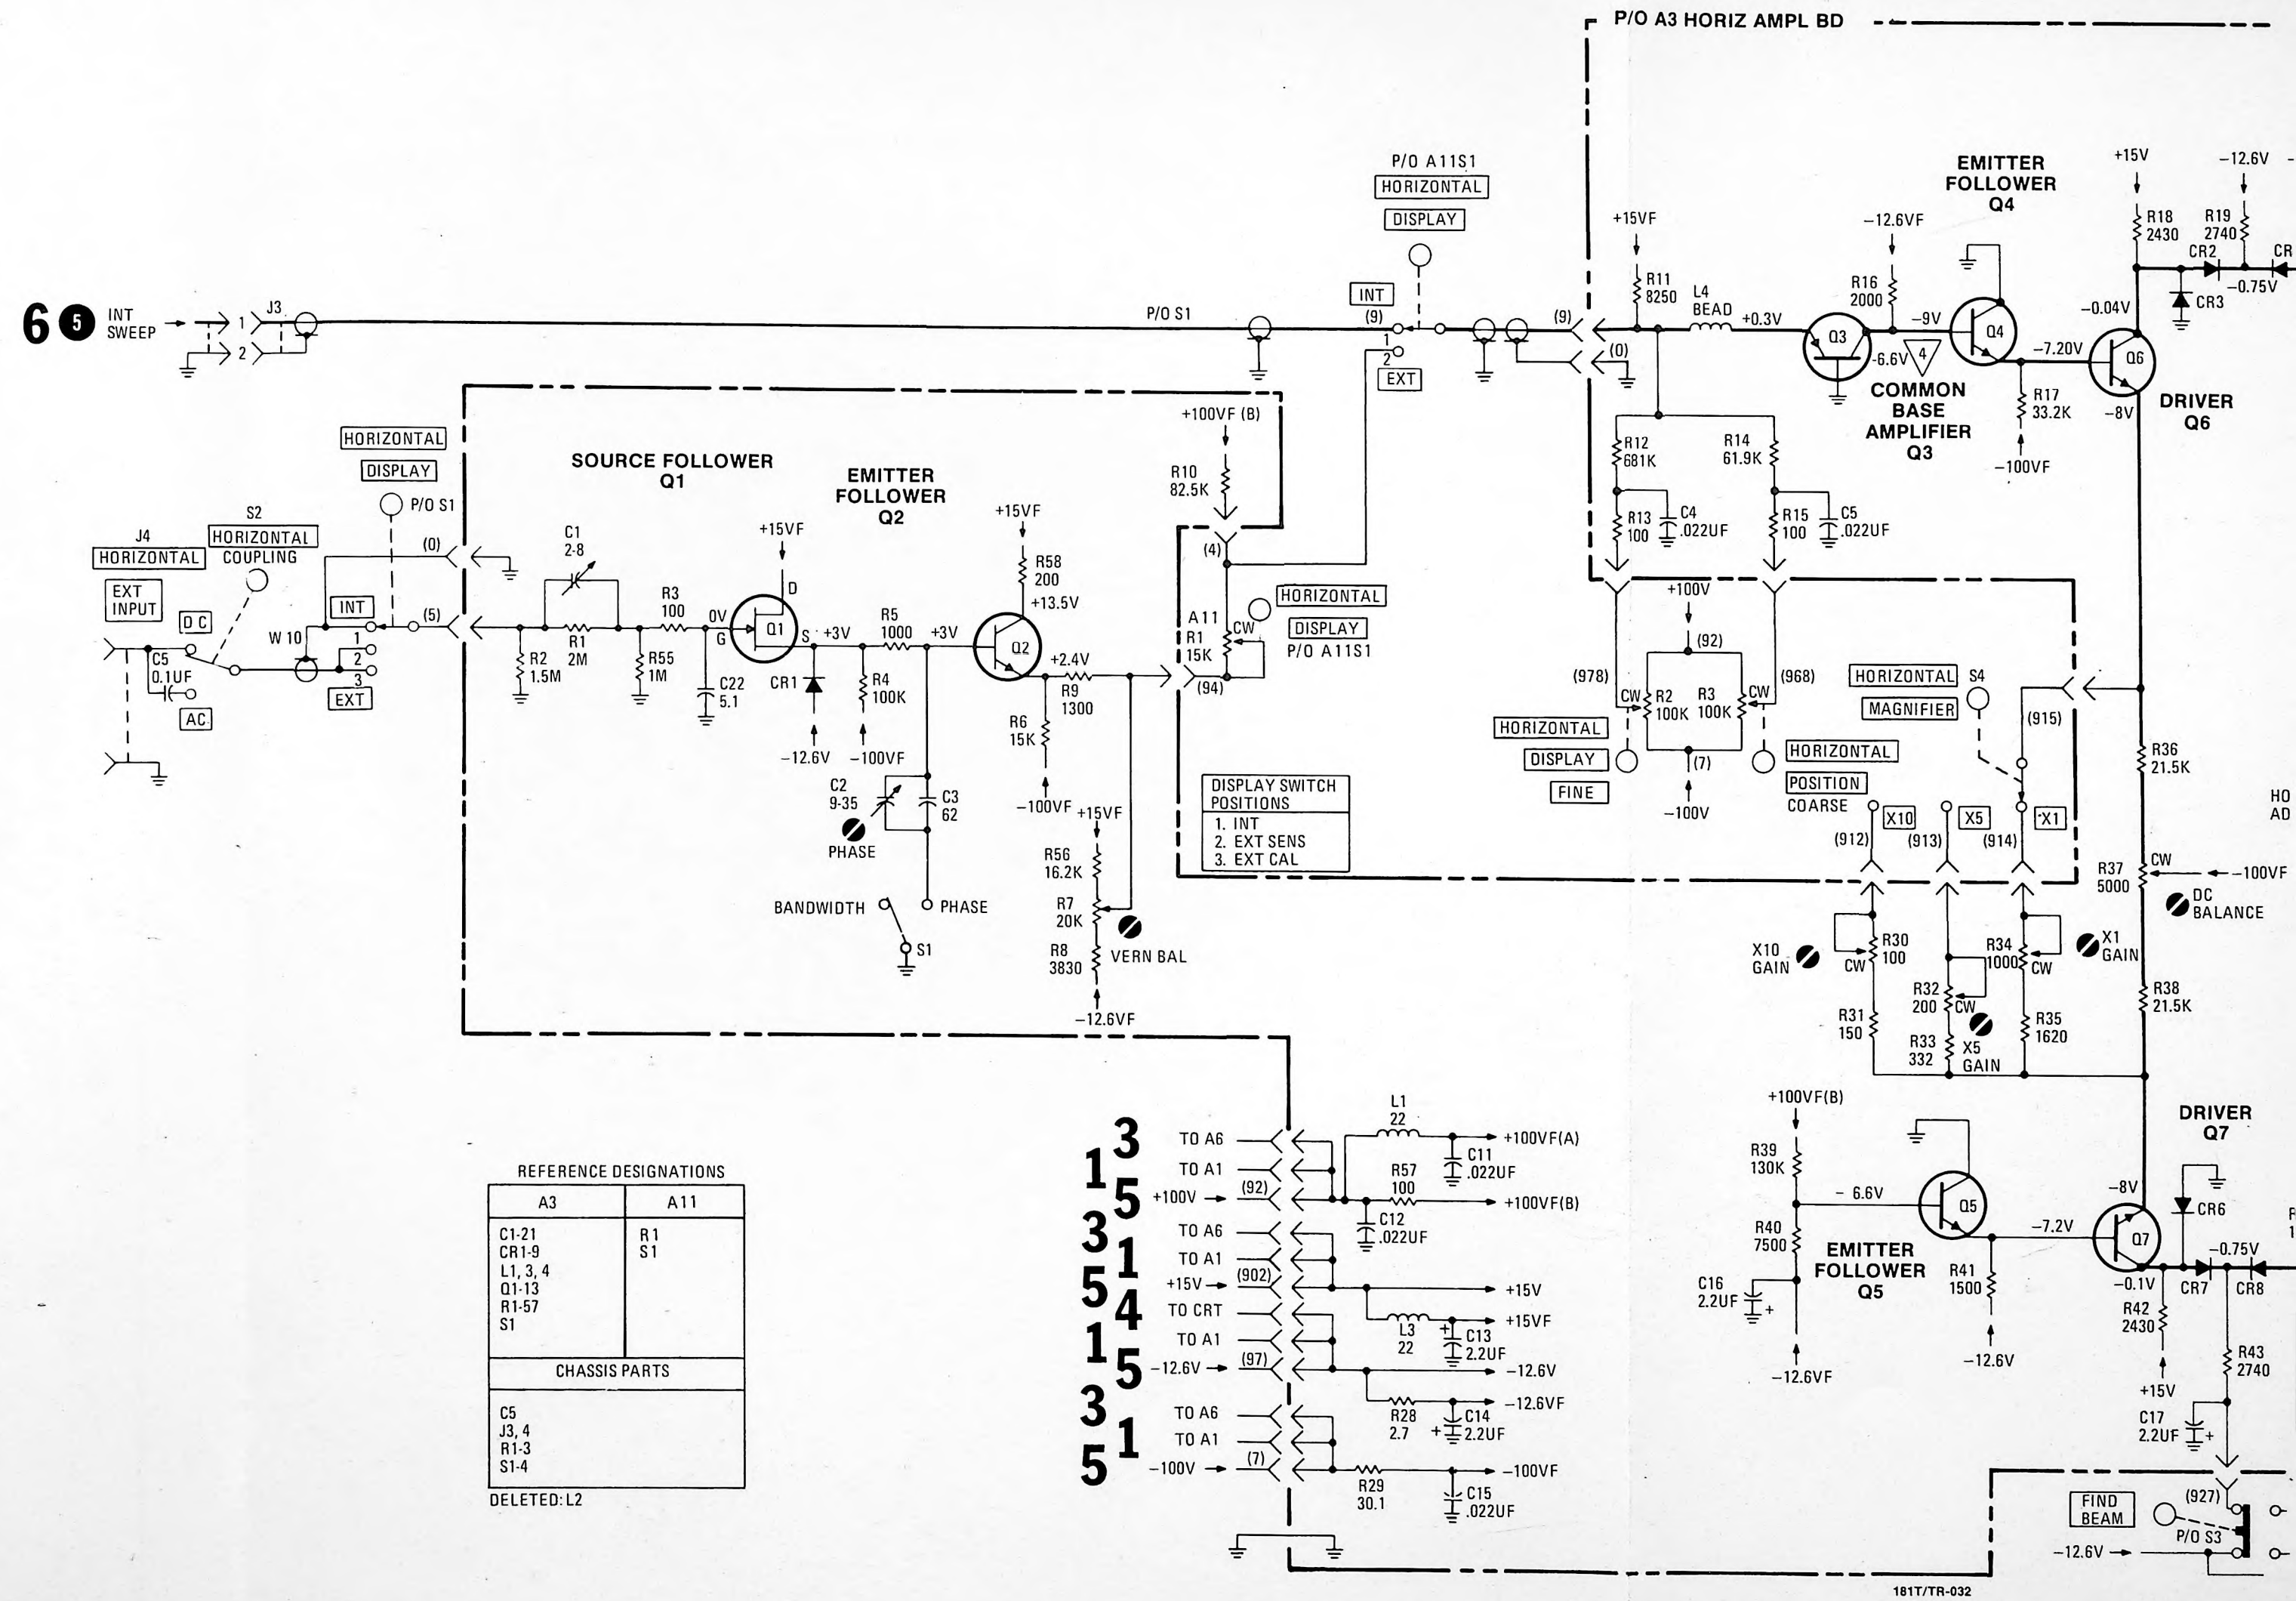 P/O A3 HORIZ AMPL BD
6 5
INT
SWEEP
1
2
J3
P/O S1
P/O A11S1
HORIZONTAL
DISPLAY
INT
(9)
1
2
EXT
(9)
(0)
+15VF
R11
8250
L4
BEAD
+0.3V
Q3
-6.6V
COMMON
BASE
AMPLIFIER
Q3
-12.6VF
R16
2000
-9V
4
EMITTER
FOLLOWER
Q4
Q4
-7.20V
R17
33.2K
-100VF
+15V
R18
2430
-12.6V
R19
2740
CR2
CR
-0.75V
CR3
-0.04V
Q6
-8V
DRIVER
Q6
R12
681K
R14
61.9K
R13
100
C4
.022UF
R15
100
C5
.022UF
+100V
(92)
(978)
(968)
CW
R2
100K
R3
100K
CW
(7)
-100V
HORIZONTAL
DISPLAY
FINE
HORIZONTAL
POSITION
COARSE
HORIZONTAL
MAGNIFIER
S4
(915)
X10
X5
X1
(912)
(913)
(914)
R36
21.5K
HO
AD
R37
5000
CW
-100VF
DC
BALANCE
X10
GAIN
R30
100
CW
R31
150
R32
200
CW
R33
332
X5
GAIN
R34
1000
CW
R35
1620
X1
GAIN
R38
21.5K
J4
HORIZONTAL
EXT
INPUT
S2
HORIZONTAL
COUPLING
DC
C5
0.1UF
AC
W 10
HORIZONTAL
DISPLAY
P/O S1
INT
1
2
3
EXT
(0)
(5)
SOURCE FOLLOWER
Q1
C1
2-8
R1
2M
R2
1.5M
R3
100
R55
1M
C22
5.1
0V
G
+15VF
D
Q1
S
+3V
CR1
-12.6V
R4
100K
-100VF
R5
1000
+3V
EMITTER
FOLLOWER
Q2
+15VF
R58
200
+13.5V
Q2
+2.4V
R9
1300
R6
15K
-100VF
C2
9-35
PHASE
C3
62
BANDWIDTH
PHASE
S1
+15VF
R56
16.2K
R7
20K
R8
3830
VERN BAL
-12.6VF
+100VF (B)
R10
82.5K
(4)
A11
R1
15K
CW
(94)
HORIZONTAL
DISPLAY
P/O A11S1
DISPLAY SWITCH
POSITIONS
1. INT
2. EXT SENS
3. EXT CAL
REFERENCE DESIGNATIONS
A3
A11
C1-21
CR1-9
L1, 3, 4
Q1-13
R1-57
S1
R1
S1
CHASSIS PARTS
C5
J3, 4
R1-3
S1-4
DELETED: L2
3 TO A6
1 TO A1
5 +100V (92)
L1
22
+100VF(A)
C11
.022UF
R57
100
+100VF(B)
C12
.022UF
3 TO A6
1 TO A1
5 +15V (902)
+15V
L3
22
+15VF
+ C13
2.2UF
4 TO CRT
1 TO A1
5 -12.6V (97)
-12.6V
R28
2.7
-12.6VF
+ C14
2.2UF
3 TO A6
1 TO A1
5 -100V (7)
R29
30.1
-100VF
C15
.022UF
+100VF(B)
R39
130K
- 6.6V
R40
7500
C16
2.2UF
+
-12.6VF
EMITTER
FOLLOWER
Q5
Q5
-7.2V
R41
1500
-12.6V
DRIVER
Q7
-8V
Q7
CR6
-0.75V
-0.1V
CR7
CR8
R42
2430
+15V
R43
2740
C17
2.2UF
+
(927)
FIND
BEAM
P/O S3
-12.6V
181T/TR-032